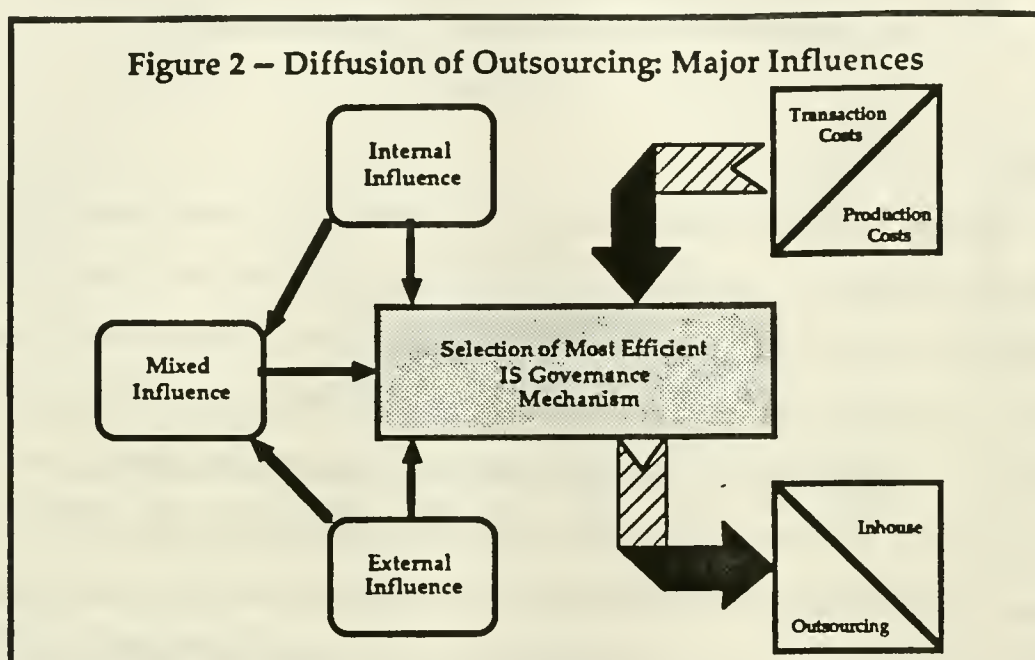 Figure 2 – Diffusion of Outsourcing: Major Influences
Internal
Influence
Transaction
Costs
Production
Costs
Mixed
Influence
Selection of Most Efficient
IS Governance
Mechanism
External
Influence
Inhouse
Outsourcing